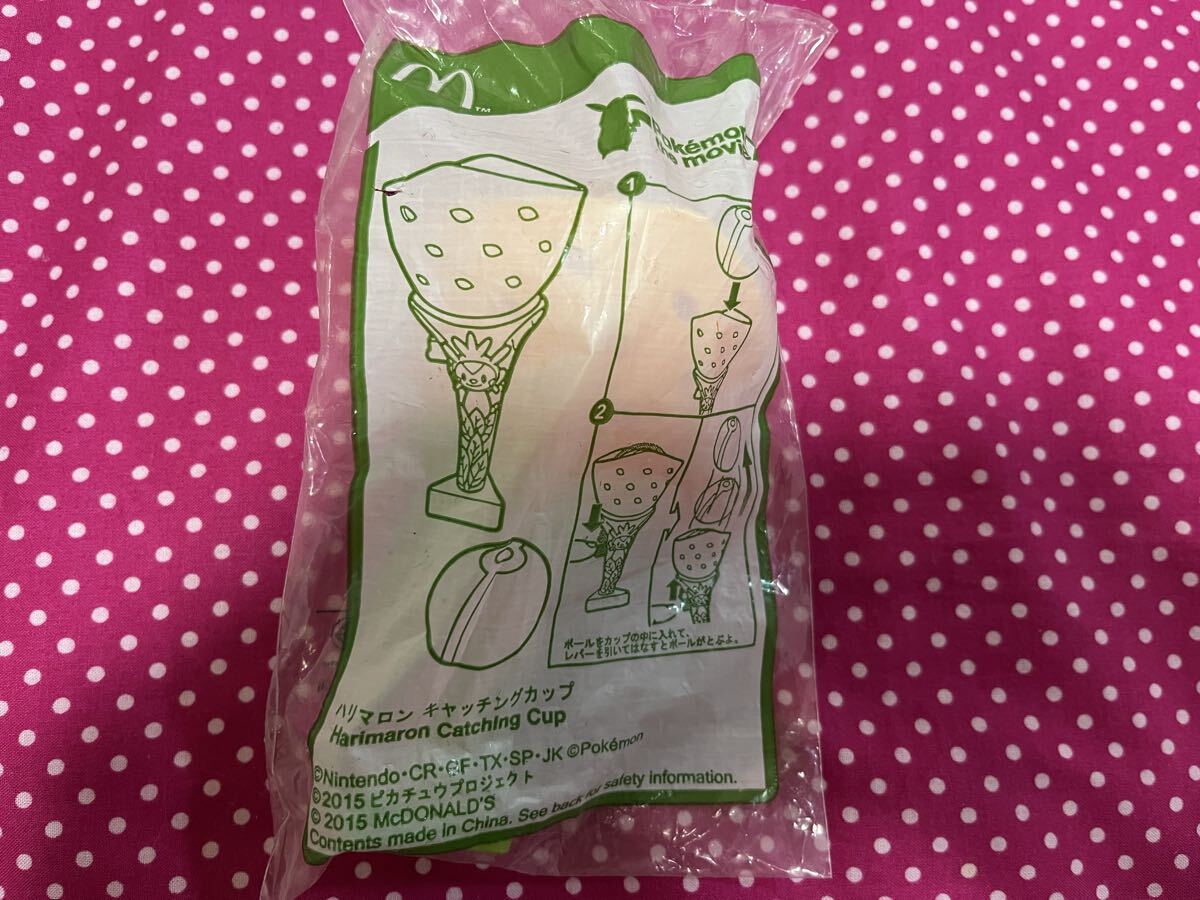 TM
Pokémon
the movie
1
2
ボールをカップの中に入れて、
レバーを引いてはなすとボールがとぶよ。
ハリマロン キャッチングカップ
Harimaron Catching Cup
©Nintendo・CR・GF・TX・SP・JK ©Pokémon
©2015 ピカチュウプロジェクト
© 2015 McDONALD'S
Contents made in China. See back for safety information.